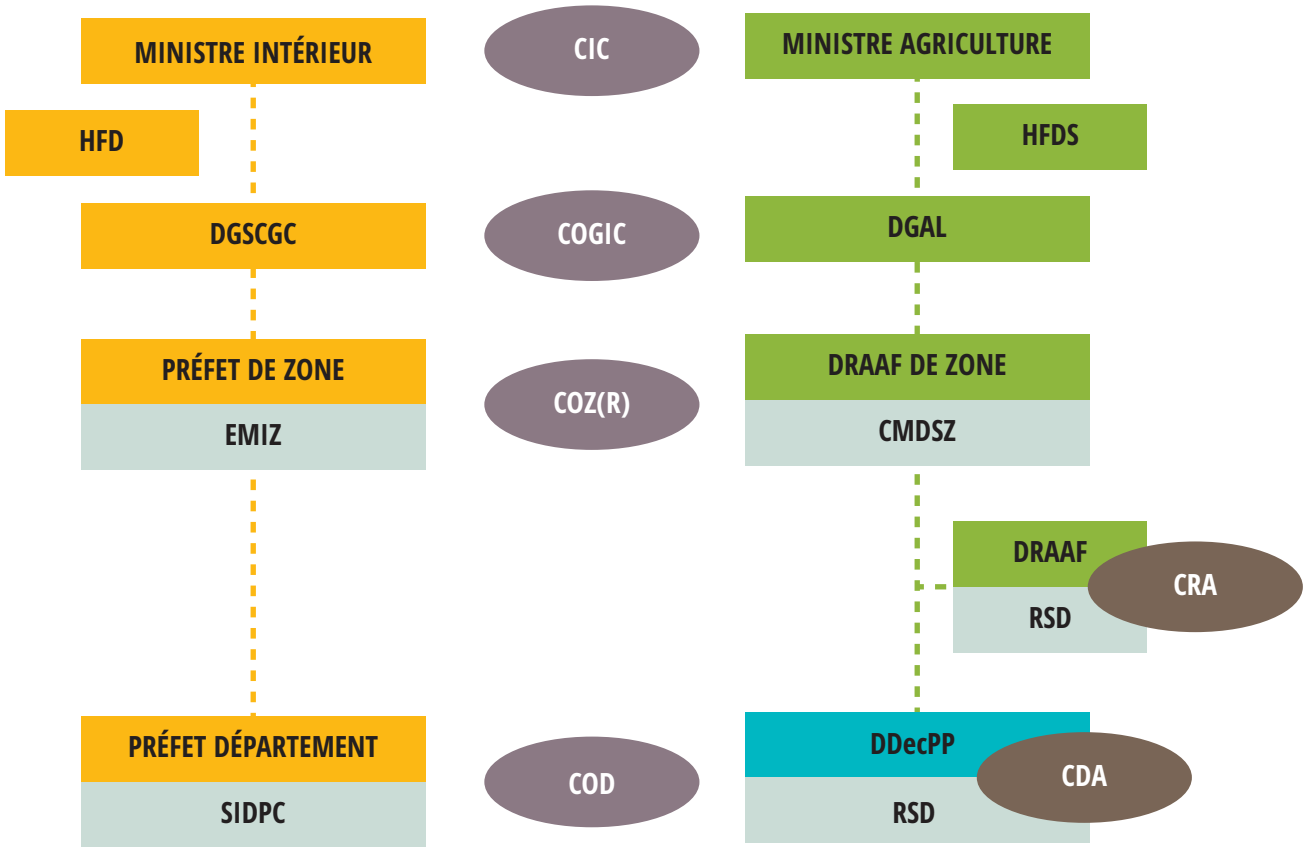 MINISTRE INTÉRIEUR
CIC
MINISTRE AGRICULTURE
HFD
HFDS
DGSCGC
COGIC
DGAL
PRÉFET DE ZONE
EMIZ
COZ(R)
DRAAF DE ZONE
CMDSZ
DRAAF
RSD
CRA
PRÉFET DÉPARTEMENT
SIDPC
COD
DDecPP
RSD
CDA